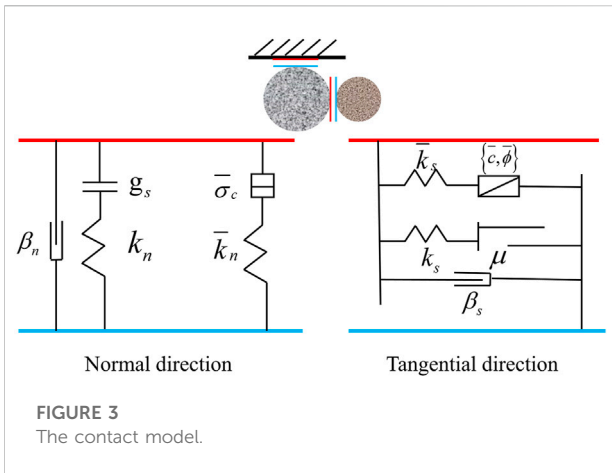 g_s
σ̄_c
β_n
k_n
k̄_n
k̄_s
{c̄, ϕ̄}
k_s
μ
β_s
Normal direction
Tangential direction
FIGURE 3
The contact model.